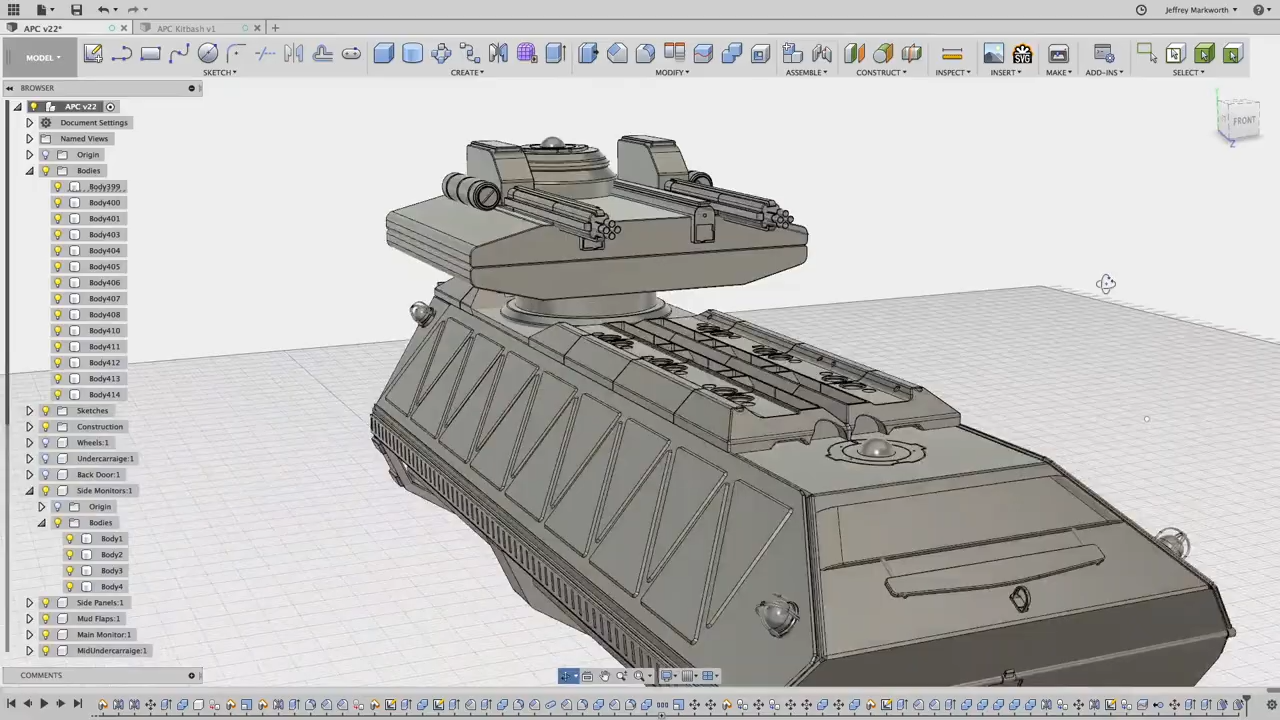 Jeffrey Markworth
APC v22*
APC Kitbash v1
MODEL
SKETCH
CREATE
MODIFY
ASSEMBLE
CONSTRUCT
INSPECT
INSERT
MAKE
ADD-INS
SELECT
SVG
BROWSER
APC v22
Document Settings
Named Views
Origin
Bodies
Body399
Body400
Body401
Body403
Body404
Body405
Body406
Body407
Body408
Body410
Body411
Body412
Body413
Body414
Sketches
Construction
Wheels:1
Undercarraige:1
Back Door:1
Side Monitors:1
Origin
Bodies
Body1
Body2
Body3
Body4
Side Panels:1
Mud Flaps:1
Main Monitor:1
MidUndercarraige:1
COMMENTS
FRONT
Y
Z